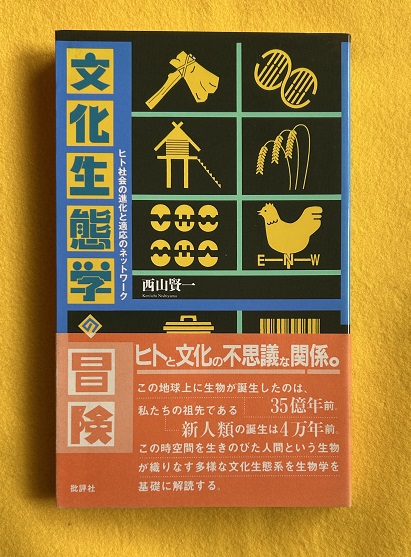 文化生態学の冒険
ヒト社会の進化と適応のネットワーク
E N W
西山賢一
Kenichi Nishiyama
ヒトと文化の不思議な関係。
この地球上に生物が誕生したのは、
私たちの祖先である 35億年前。
新人類の誕生は4万年前。
この時空間を生きのびた人間という生物
が織りなす多様な文化生態系を生物学を
基礎に解読する。
批評社